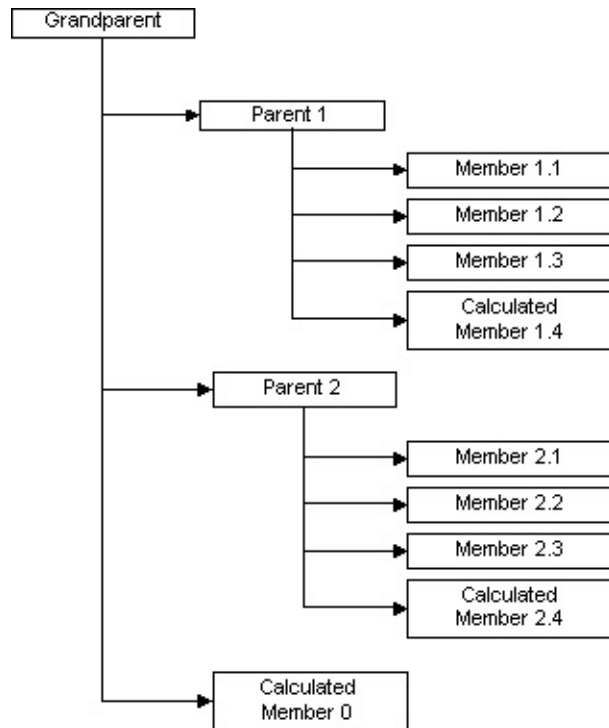 Grandparent
Parent 1
Member 1.1
Member 1.2
Member 1.3
Calculated
Member 1.4
Parent 2
Member 2.1
Member 2.2
Member 2.3
Calculated
Member 2.4
Calculated
Member 0